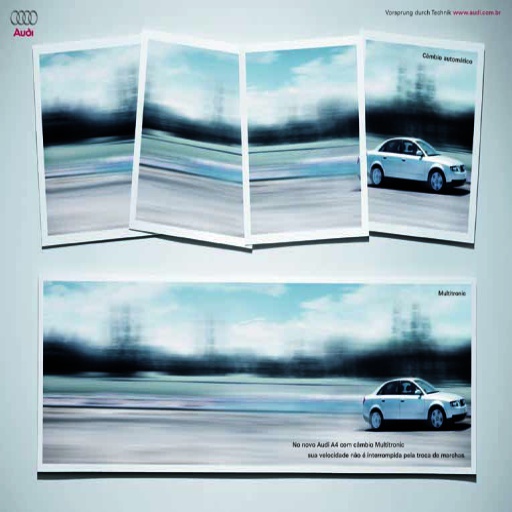 Audi
Vorsprung durch Technik www.audi.com.br
Câmbio automático
Multitronic
No novo Audi A4 com câmbio Multitronic
sua velocidade não é interrompida pela troca de marchas.